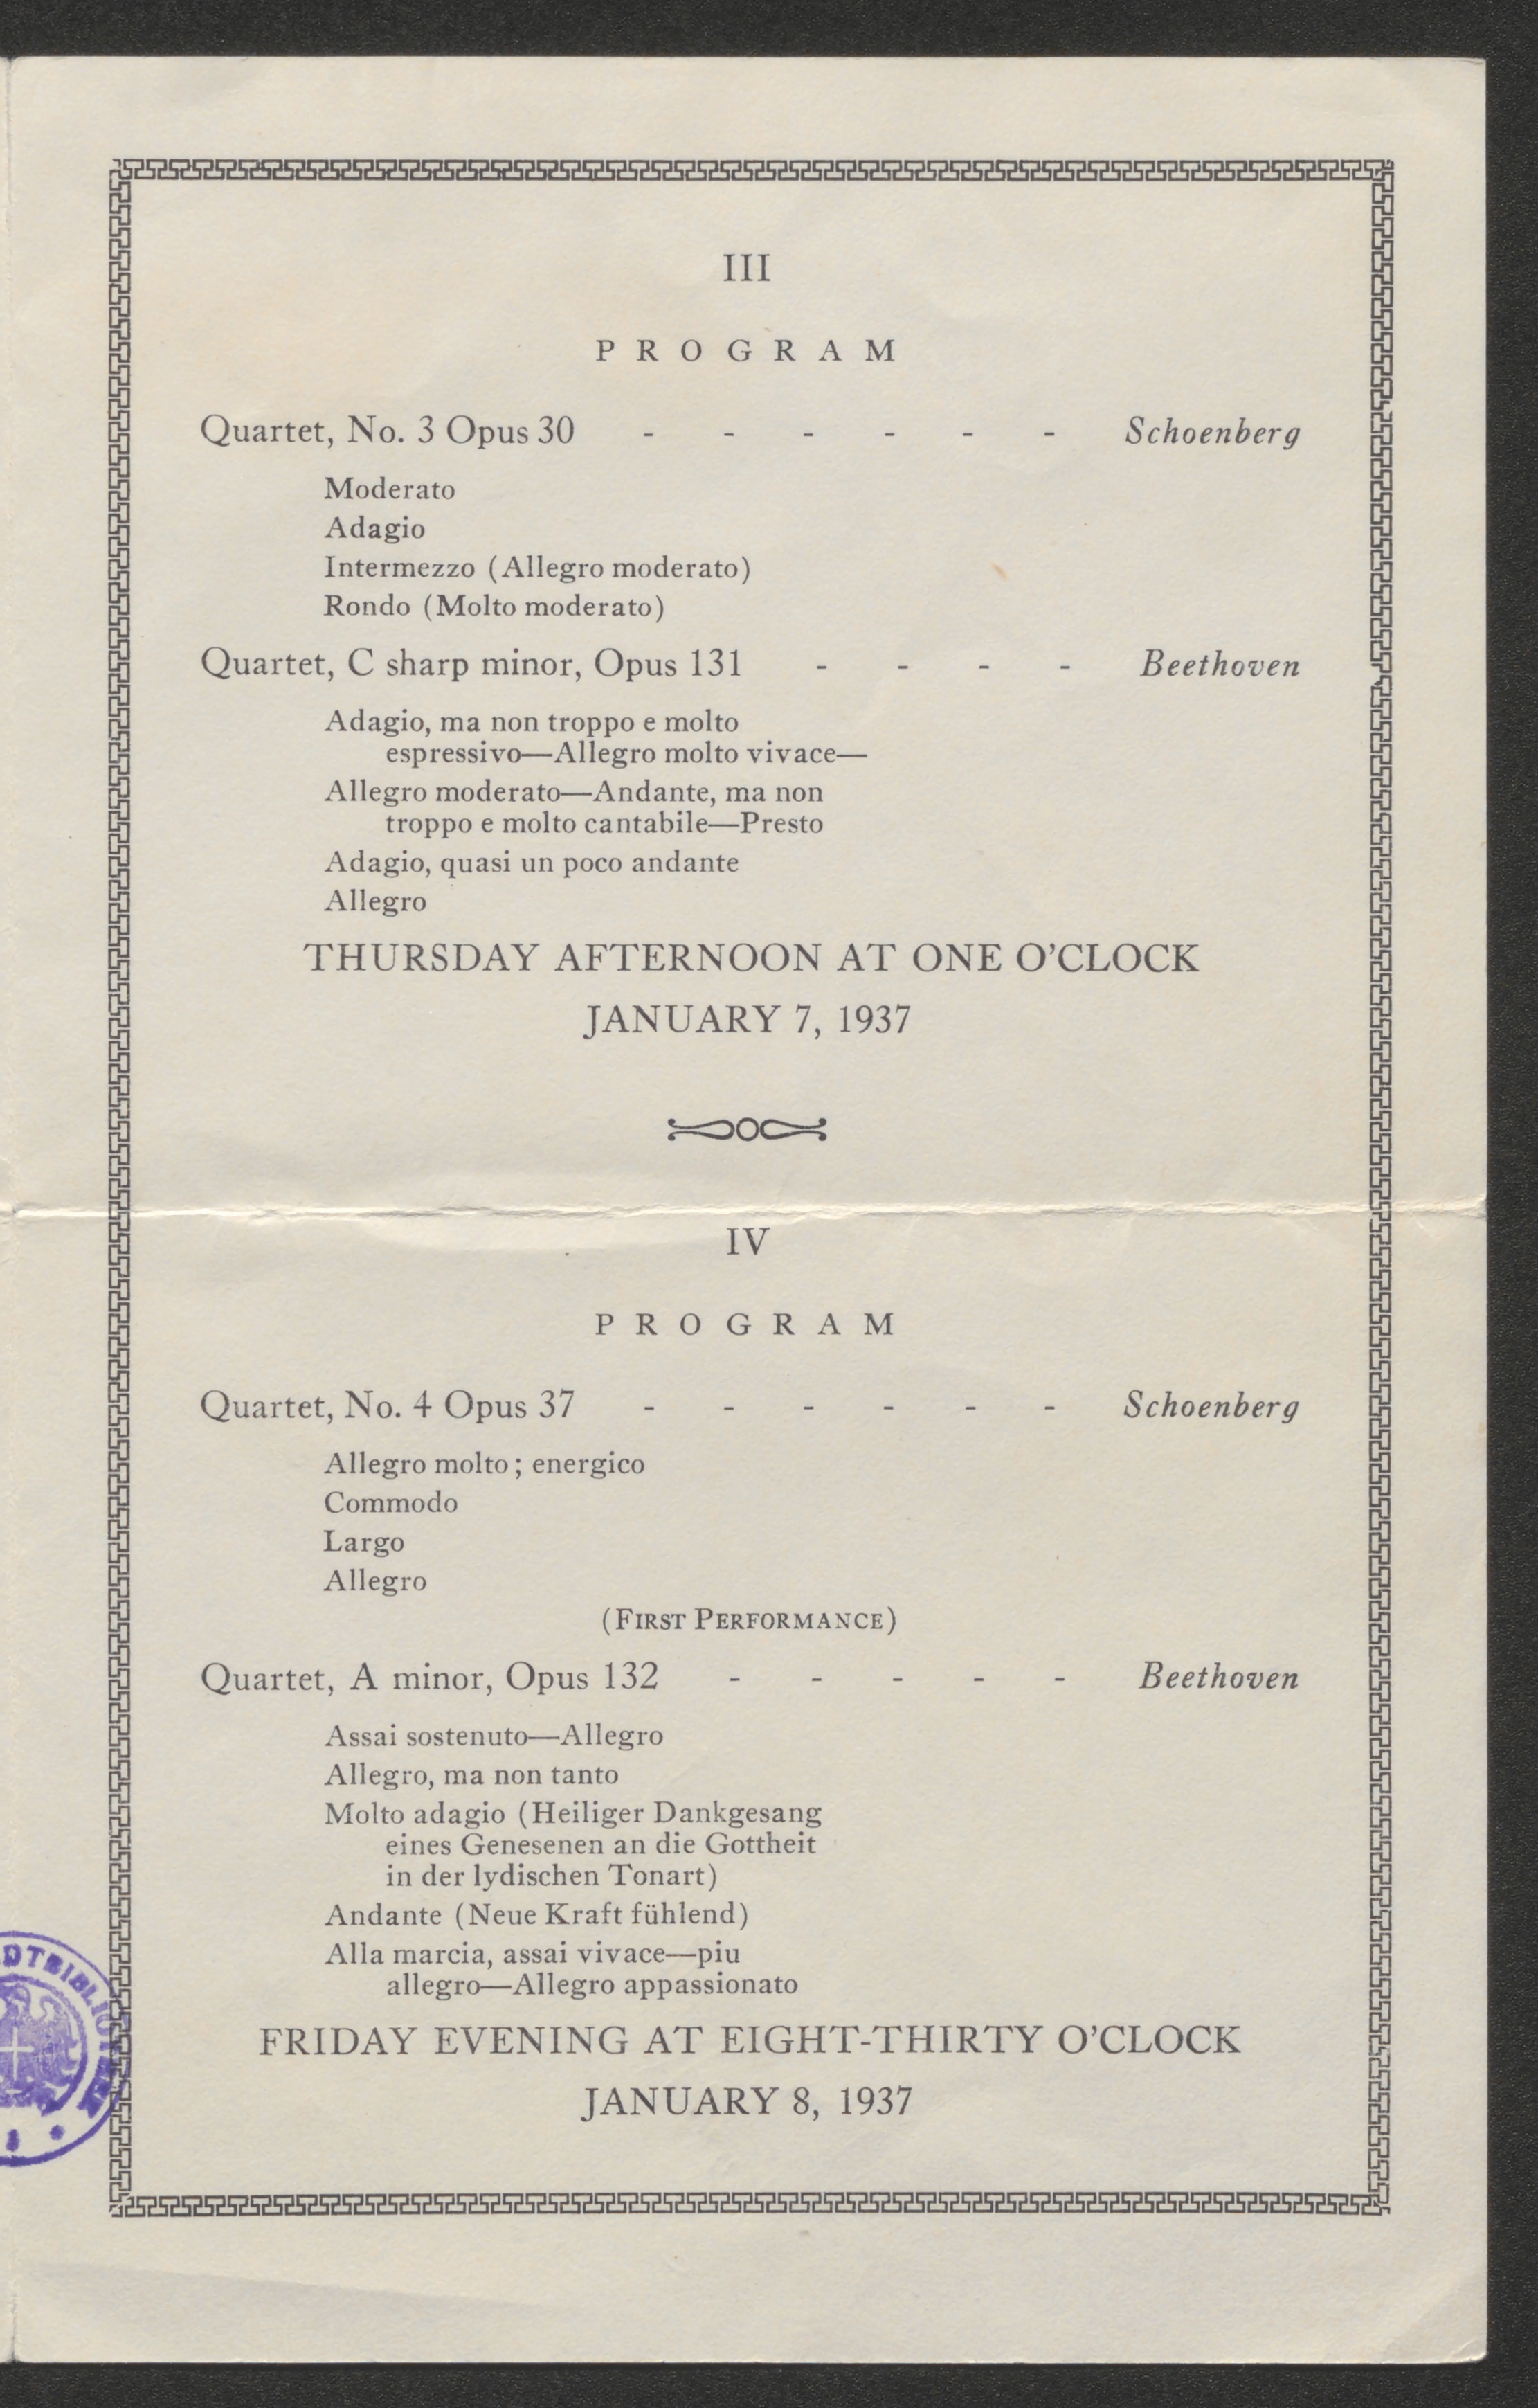 III
PROGRAM
Quartet, No. 3 Opus 30 - - - - - - Schoenberg
Moderato
Adagio
Intermezzo (Allegro moderato)
Rondo (Molto moderato)
Quartet, C sharp minor, Opus 131 - - - - Beethoven
Adagio, ma non troppo e molto
espressivo—Allegro molto vivace—
Allegro moderato—Andante, ma non
troppo e molto cantabile—Presto
Adagio, quasi un poco andante
Allegro
THURSDAY AFTERNOON AT ONE O'CLOCK
JANUARY 7, 1937
IV
PROGRAM
Quartet, No. 4 Opus 37 - - - - - - Schoenberg
Allegro molto; energico
Commodo
Largo
Allegro
(FIRST PERFORMANCE)
Quartet, A minor, Opus 132 - - - - - Beethoven
Assai sostenuto—Allegro
Allegro, ma non tanto
Molto adagio (Heiliger Dankgesang
eines Genesenen an die Gottheit
in der lydischen Tonart)
Andante (Neue Kraft fühlend)
Alla marcia, assai vivace—piu
allegro—Allegro appassionato
FRIDAY EVENING AT EIGHT-THIRTY O'CLOCK
JANUARY 8, 1937